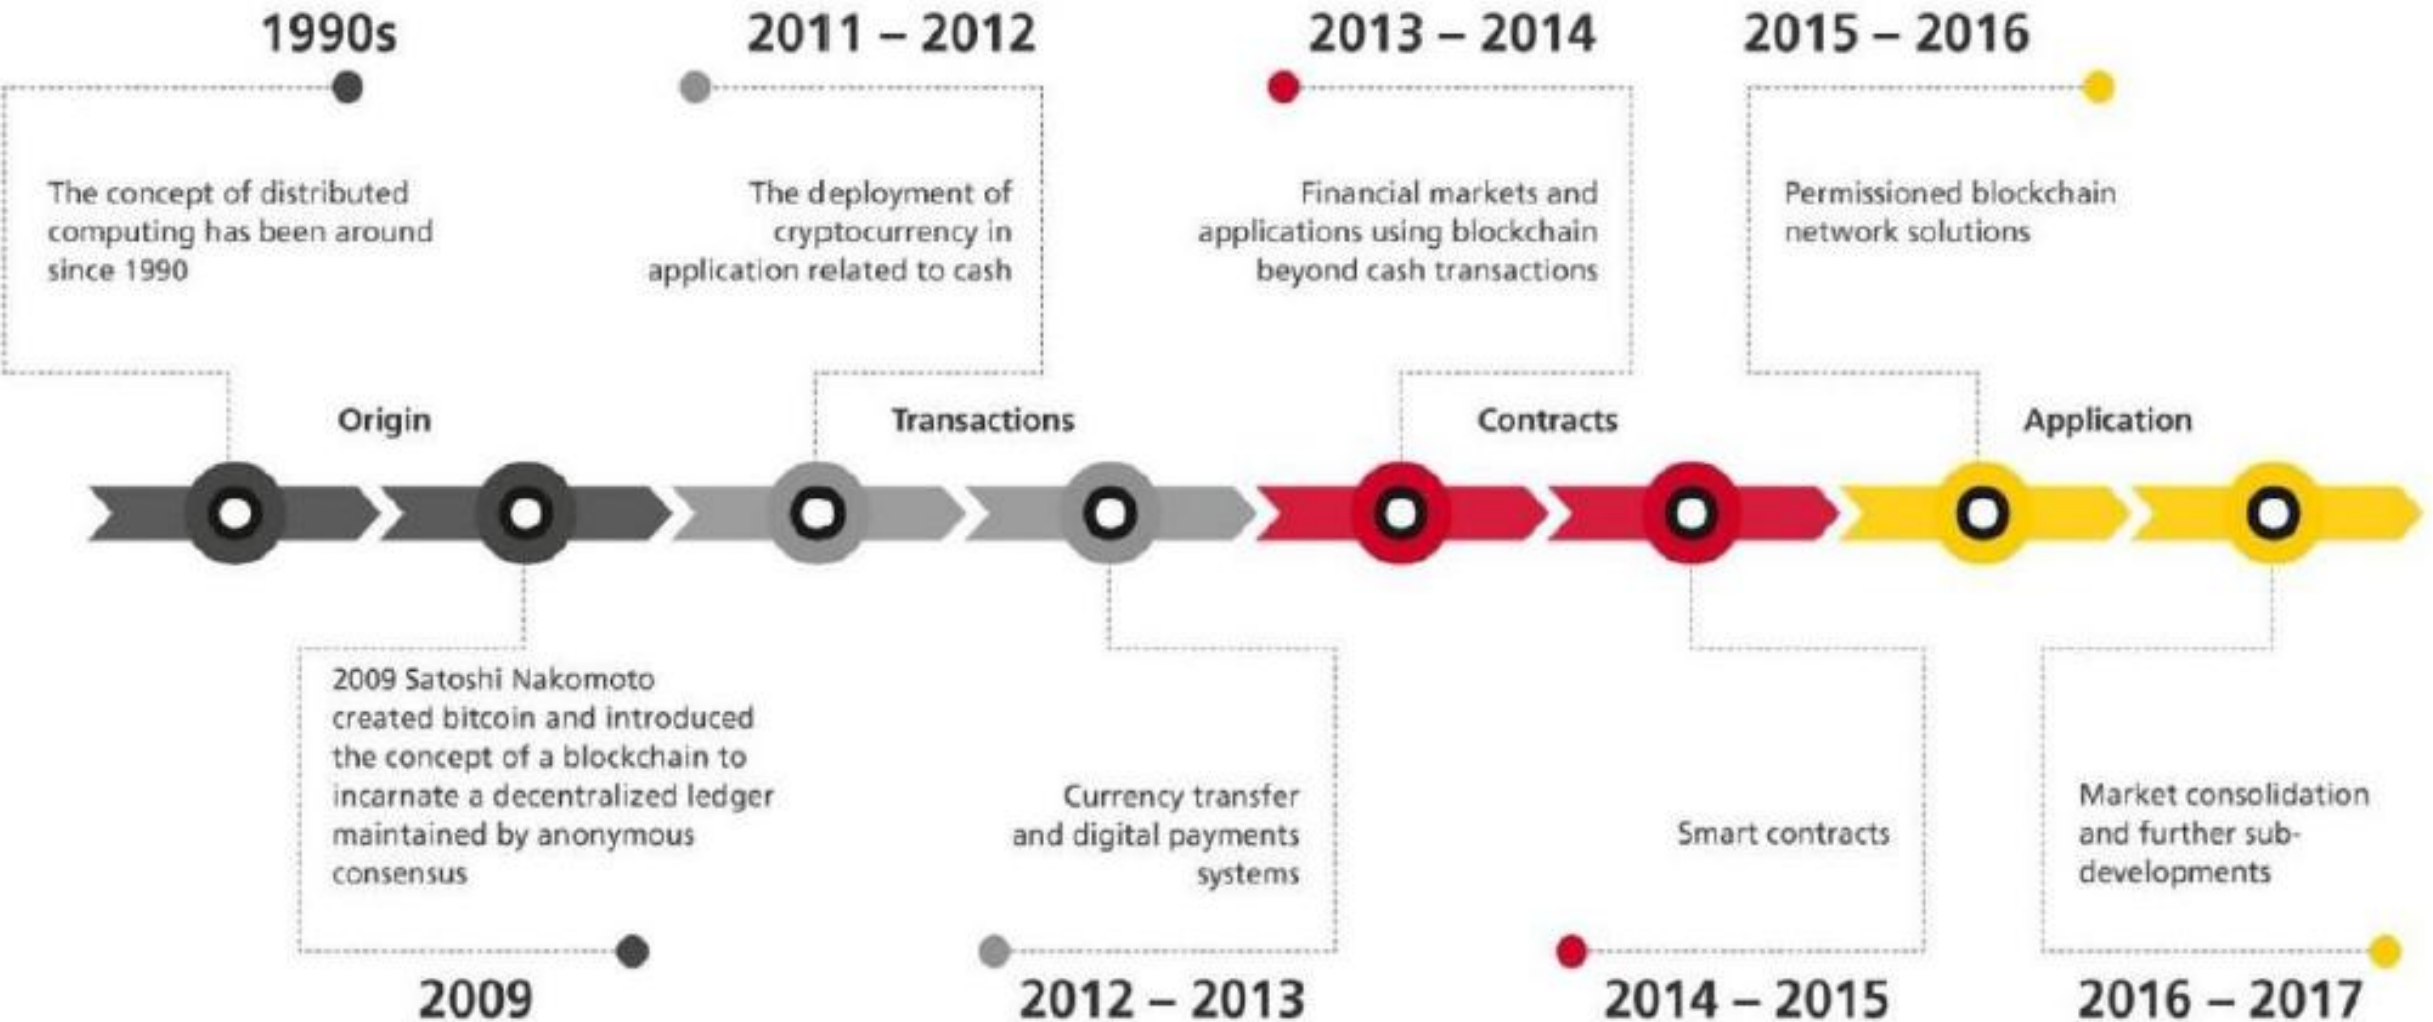 1990s
The concept of distributed
computing has been around
since 1990
2011 – 2012
The deployment of
cryptocurrency in
application related to cash
2013 – 2014
Financial markets and
applications using blockchain
beyond cash transactions
2015 – 2016
Permissioned blockchain
network solutions
Origin
Transactions
Contracts
Application
2009 Satoshi Nakomoto
created bitcoin and introduced
the concept of a blockchain to
incarnate a decentralized ledger
maintained by anonymous
consensus
2009
Currency transfer
and digital payments
systems
2012 – 2013
Smart contracts
2014 – 2015
Market consolidation
and further sub-
developments
2016 – 2017